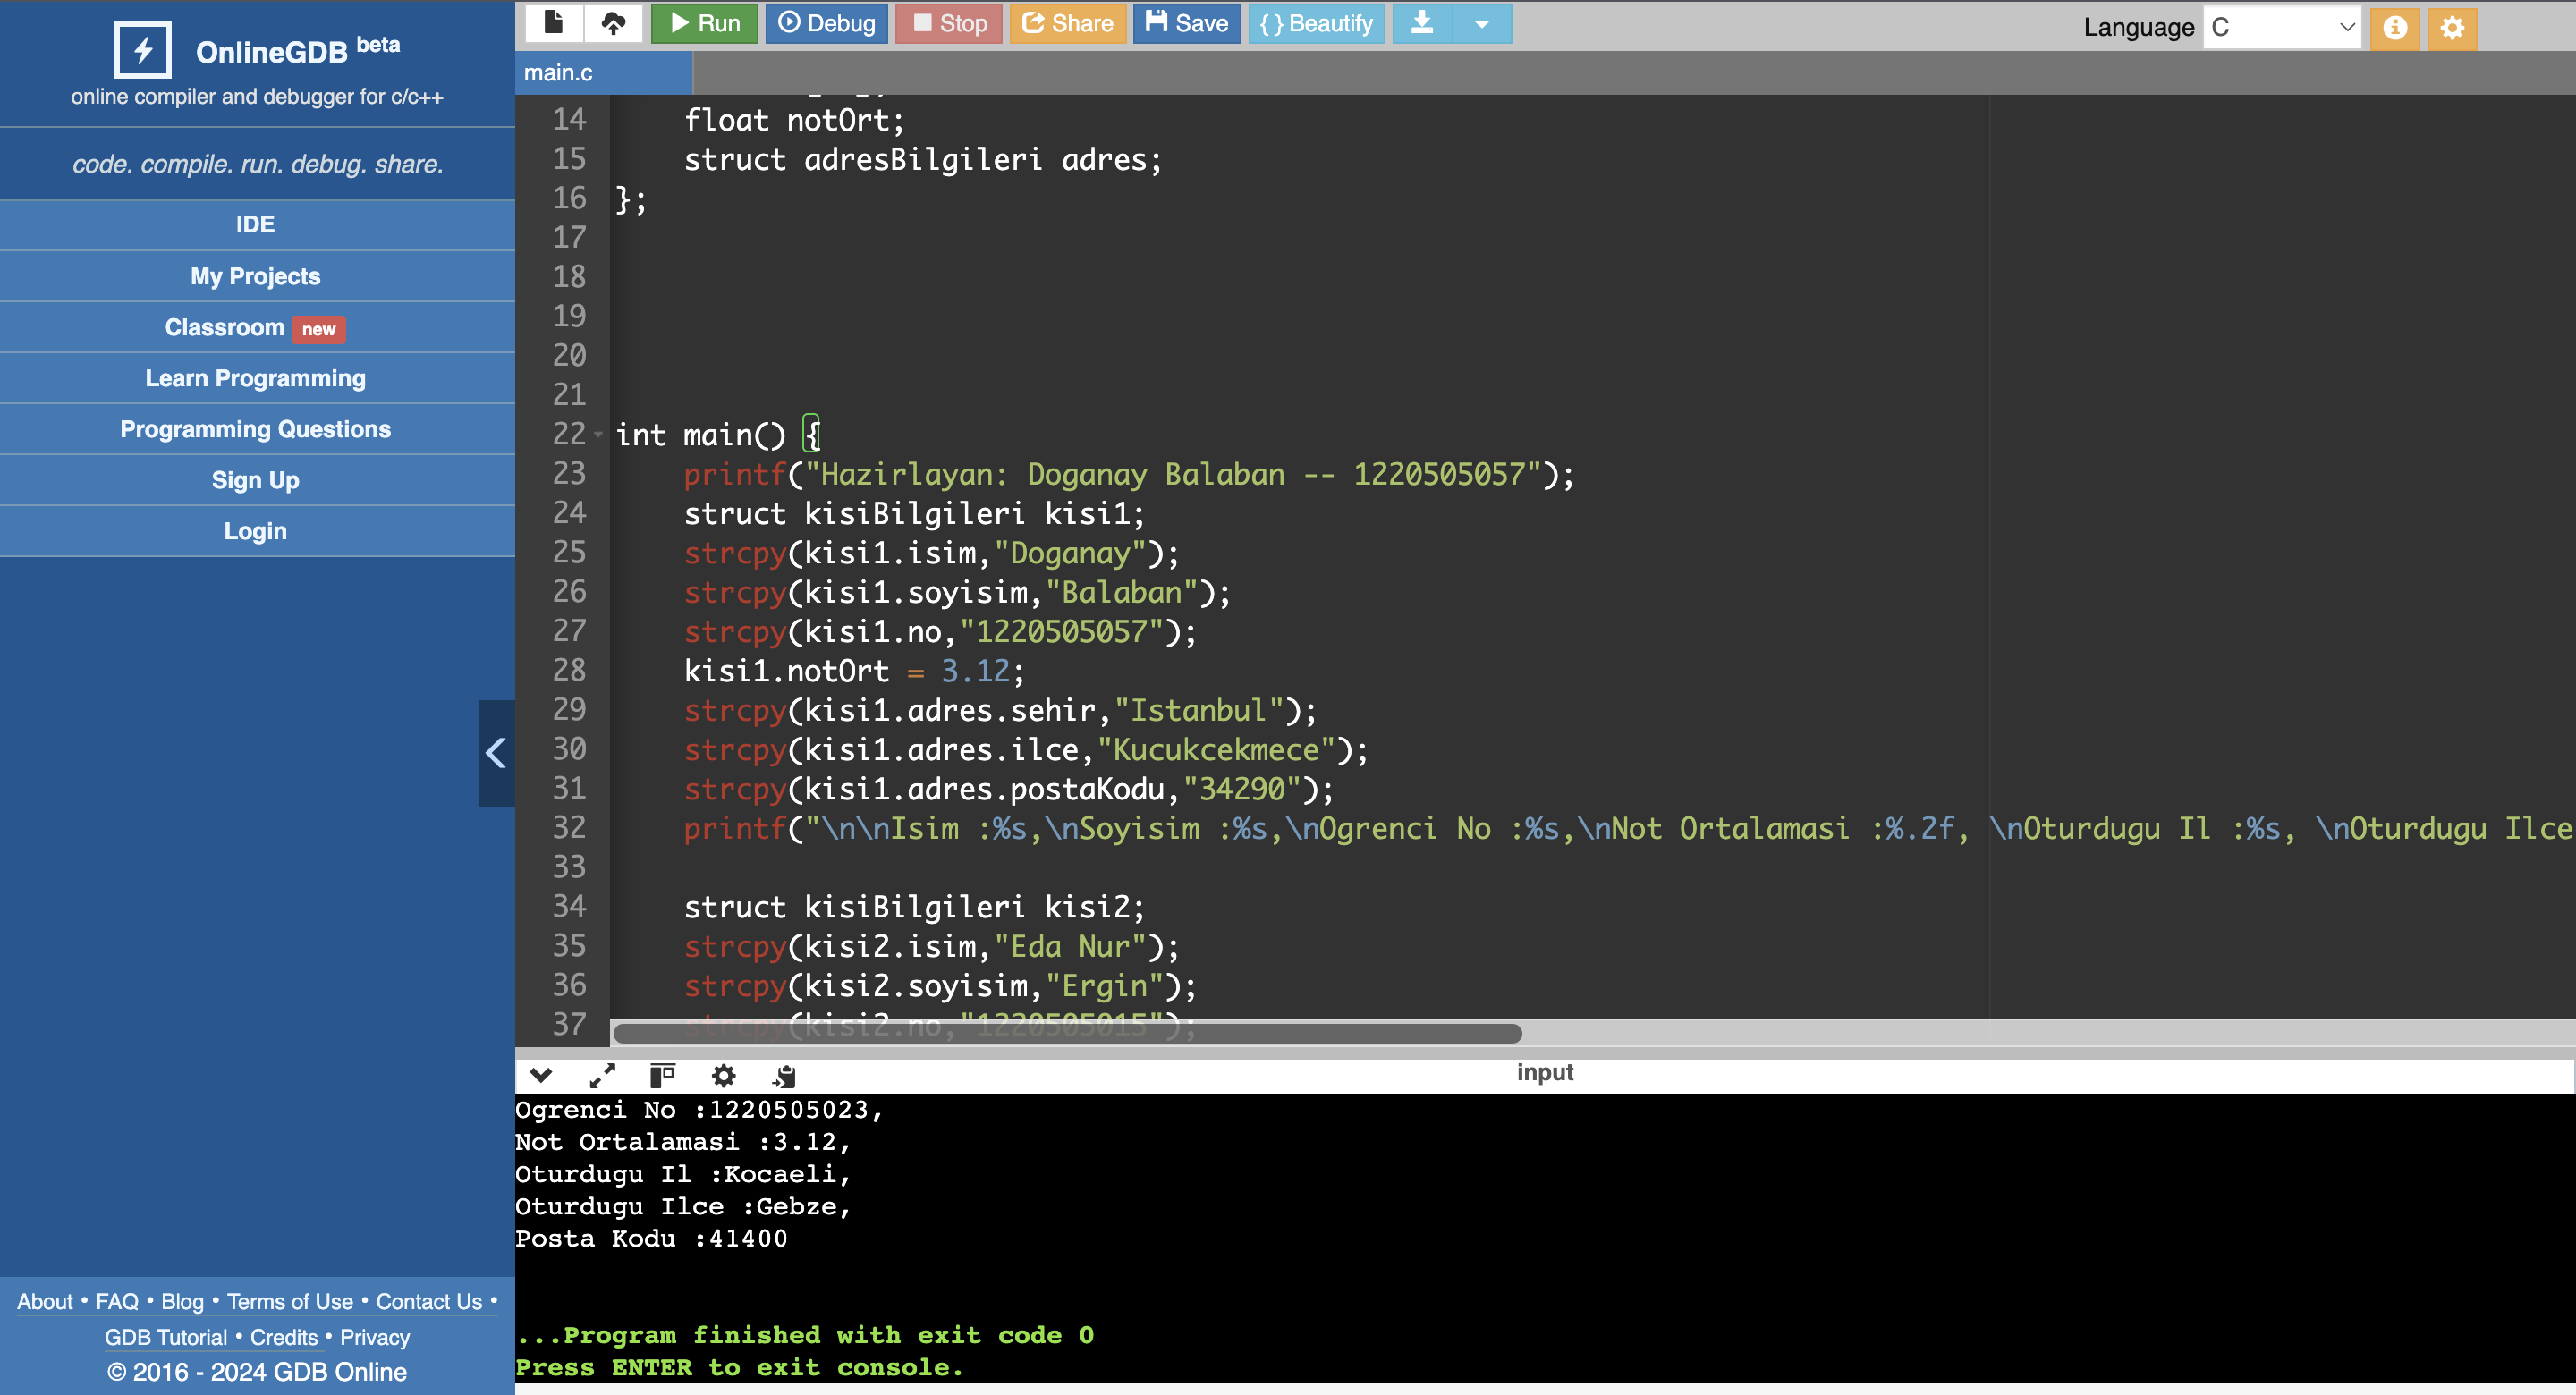 OnlineGDB beta
online compiler and debugger for c/c++
code. compile. run. debug. share.
IDE
My Projects
Classroom new
Learn Programming
Programming Questions
Sign Up
Login
About • FAQ • Blog • Terms of Use • Contact Us •
GDB Tutorial • Credits • Privacy
© 2016 - 2024 GDB Online
Run Debug Stop Share Save { } Beautify
Language C
main.c
14 float notOrt;
15 struct adresBilgileri adres;
16 };
17
18
19
20
21
22 int main() {
23 printf("Hazirlayan: Doganay Balaban -- 1220505057");
24 struct kisiBilgileri kisi1;
25 strcpy(kisi1.isim,"Doganay");
26 strcpy(kisi1.soyisim,"Balaban");
27 strcpy(kisi1.no,"1220505057");
28 kisi1.notOrt = 3.12;
29 strcpy(kisi1.adres.sehir,"Istanbul");
30 strcpy(kisi1.adres.ilce,"Kucukcekmece");
31 strcpy(kisi1.adres.postaKodu,"34290");
32 printf("\n\nIsim :%s,\nSoyisim :%s,\nOgrenci No :%s,\nNot Ortalamasi :%.2f, \nOturdugu Il :%s, \nOturdugu Ilce
33
34 struct kisiBilgileri kisi2;
35 strcpy(kisi2.isim,"Eda Nur");
36 strcpy(kisi2.soyisim,"Ergin");
37 strcpy(kisi2.no,"1220505015");
input
Ogrenci No :1220505023,
Not Ortalamasi :3.12,
Oturdugu Il :Kocaeli,
Oturdugu Ilce :Gebze,
Posta Kodu :41400
...Program finished with exit code 0
Press ENTER to exit console.